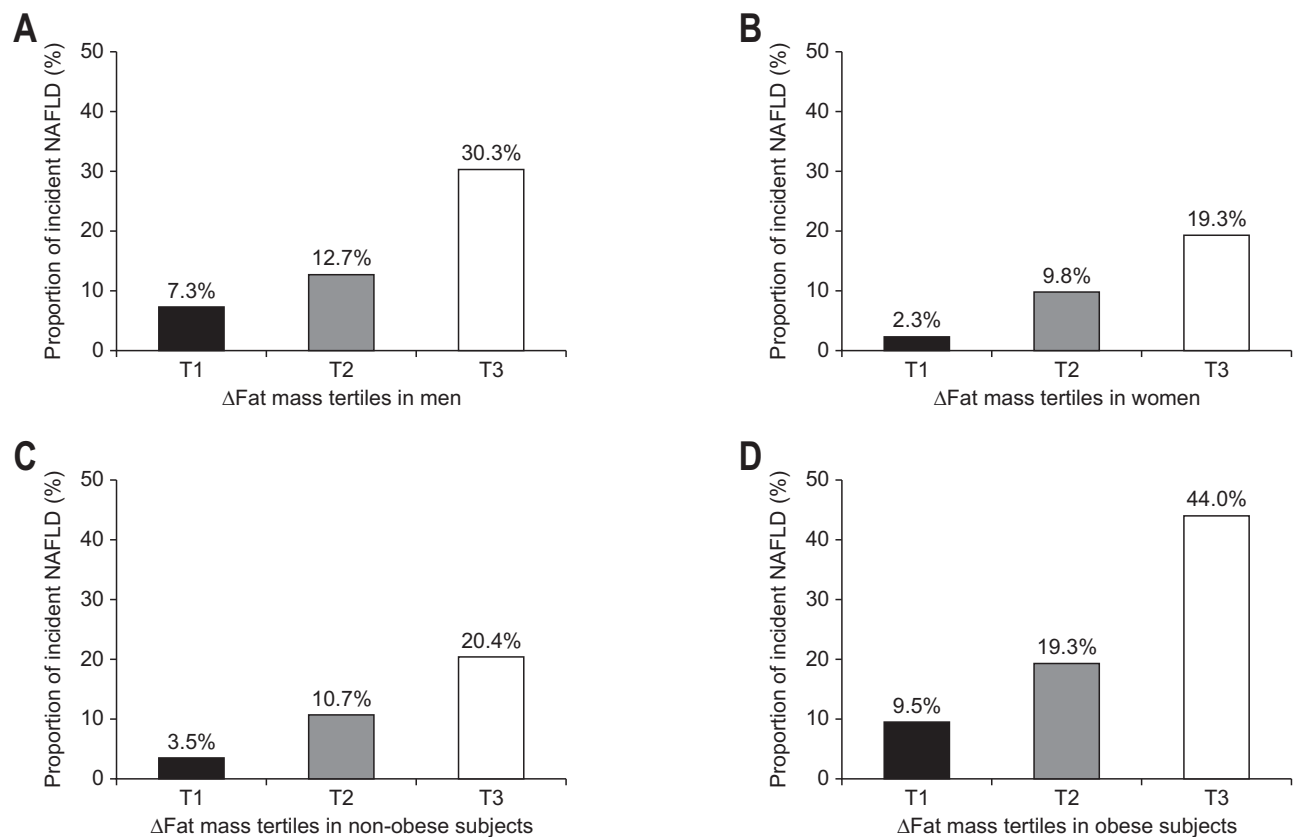 A
Proportion of incident NAFLD (%)
50
40
30
20
10
0
7.3%
12.7%
30.3%
T1
T2
T3
ΔFat mass tertiles in men
B
Proportion of incident NAFLD (%)
50
40
30
20
10
0
2.3%
9.8%
19.3%
T1
T2
T3
ΔFat mass tertiles in women
C
Proportion of incident NAFLD (%)
50
40
30
20
10
0
3.5%
10.7%
20.4%
T1
T2
T3
ΔFat mass tertiles in non-obese subjects
D
Proportion of incident NAFLD (%)
50
40
30
20
10
0
9.5%
19.3%
44.0%
T1
T2
T3
ΔFat mass tertiles in obese subjects